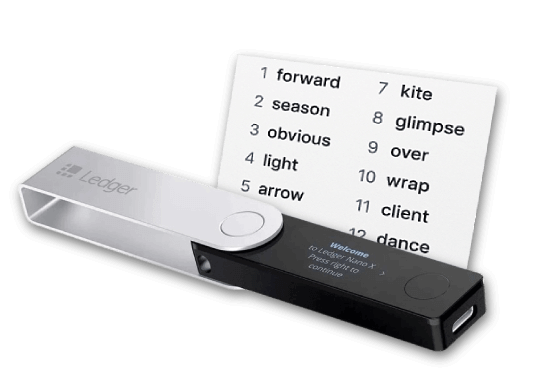 1 forward
2 season
3 obvious
4 light
5 arrow
7 kite
8 glimpse
9 over
10 wrap
11 client
12 dance
Ledger
Welcome
to Ledger Nano X
Press right to
continue